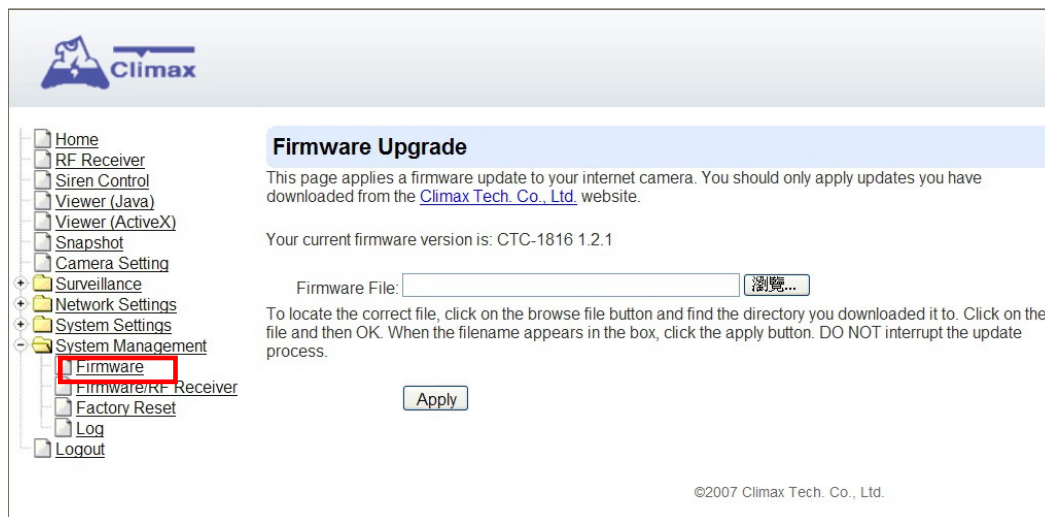 Climax
Home
RF Receiver
Siren Control
Viewer (Java)
Viewer (ActiveX)
Snapshot
Camera Setting
Surveillance
Network Settings
System Settings
System Management
Firmware
Firmware/RF Receiver
Factory Reset
Log
Logout
Firmware Upgrade
This page applies a firmware update to your internet camera. You should only apply updates you have
downloaded from the Climax Tech. Co., Ltd. website.
Your current firmware version is: CTC-1816 1.2.1
Firmware File: 瀏覽...
To locate the correct file, click on the browse file button and find the directory you downloaded it to. Click on the
file and then OK. When the filename appears in the box, click the apply button. DO NOT interrupt the update
process.
Apply
©2007 Climax Tech. Co., Ltd.